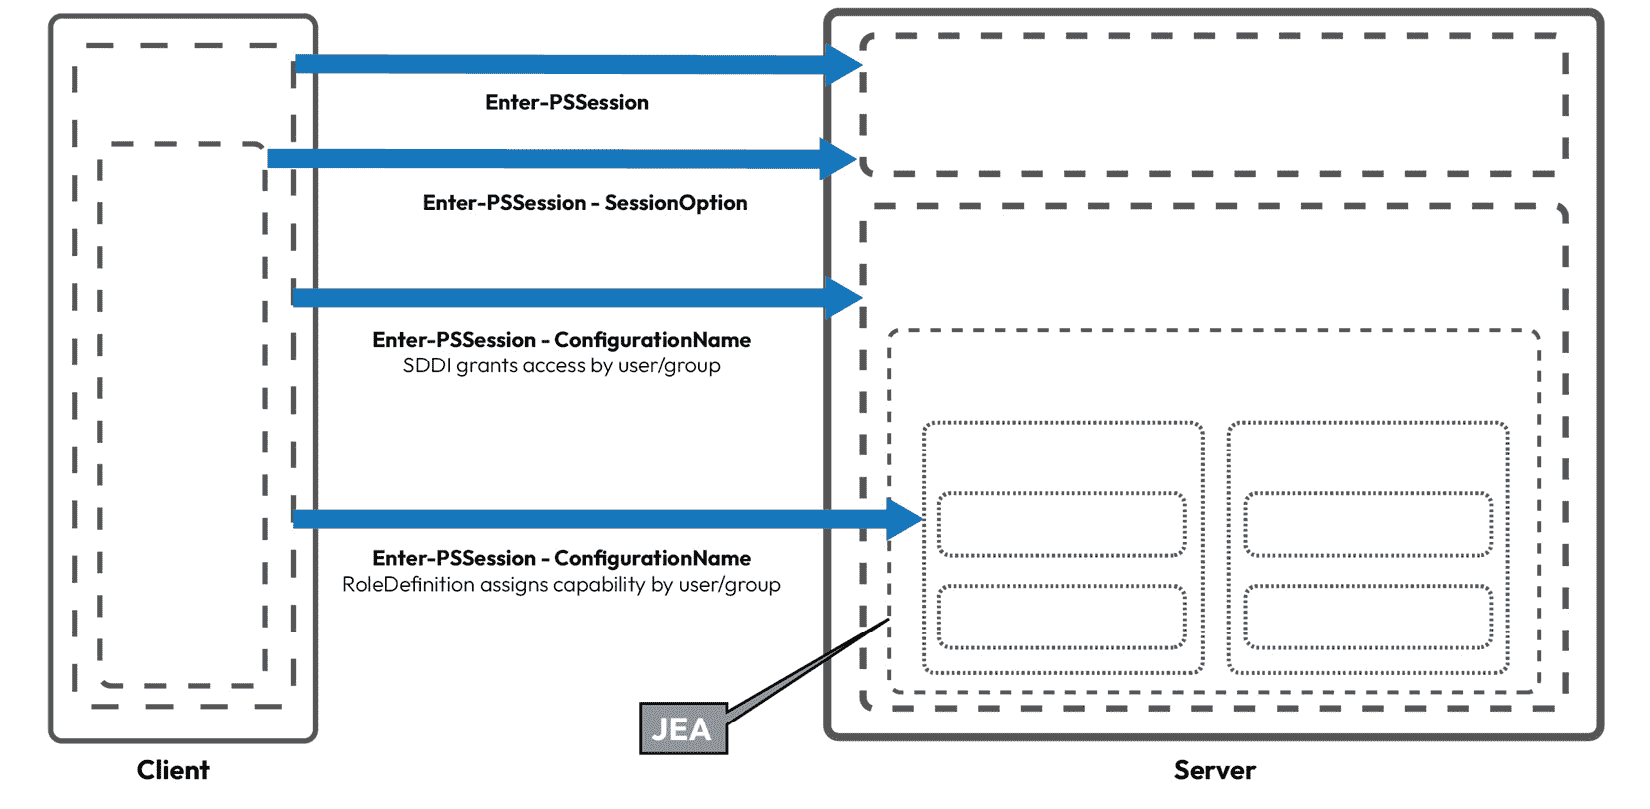 Enter-PSSession
Enter-PSSession - SessionOption
Enter-PSSession - ConfigurationName
SDDI grants access by user/group
Enter-PSSession - ConfigurationName
RoleDefinition assigns capability by user/group
JEA
Client
Server